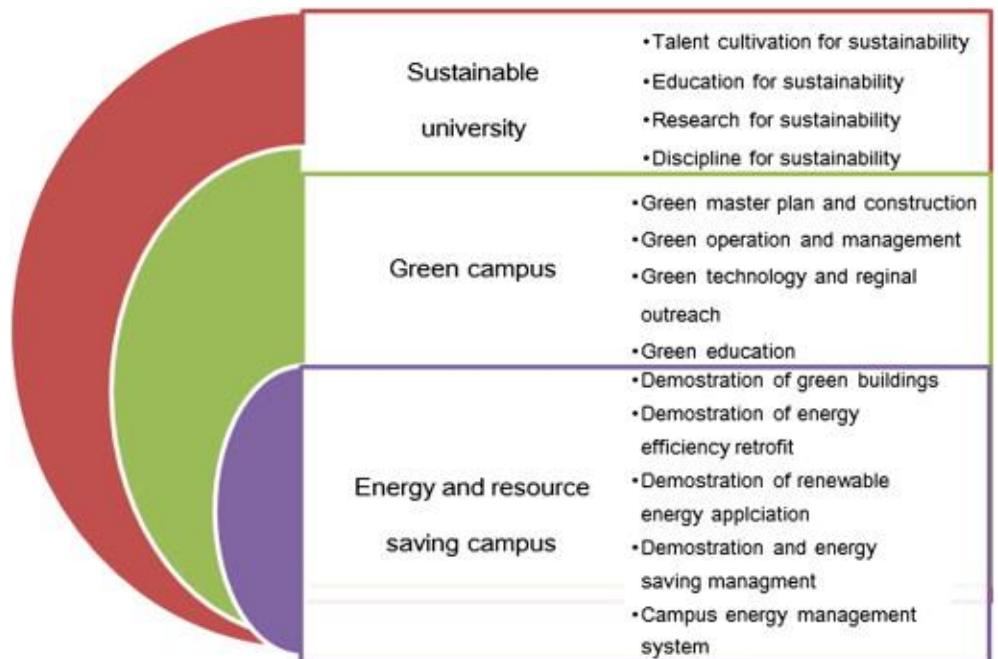 Sustainable
university
•Talent cultivation for sustainability
•Education for sustainability
•Research for sustainability
•Discipline for sustainability
Green campus
•Green master plan and construction
•Green operation and management
•Green technology and reginal
outreach
•Green education
Energy and resource
saving campus
•Demostration of green buildings
•Demostration of energy
efficiency retrofit
•Demostration of renewable
energy applciation
•Demostration and energy
saving managment
•Campus energy management
system